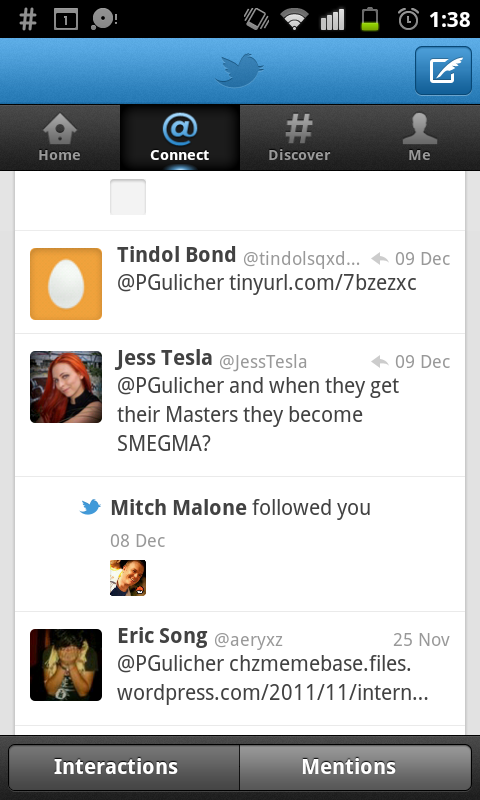 1
1:38
Home
@
Connect
#
Discover
Me
Tindol Bond @tindolsqxd... 09 Dec
@PGulicher tinyurl.com/7bzezxc
Jess Tesla @JessTesla 09 Dec
@PGulicher and when they get
their Masters they become
SMEGMA?
Mitch Malone followed you
08 Dec
Eric Song @aeryxz 25 Nov
@PGulicher chzmemebase.files.
wordpress.com/2011/11/intern...
Interactions
Mentions